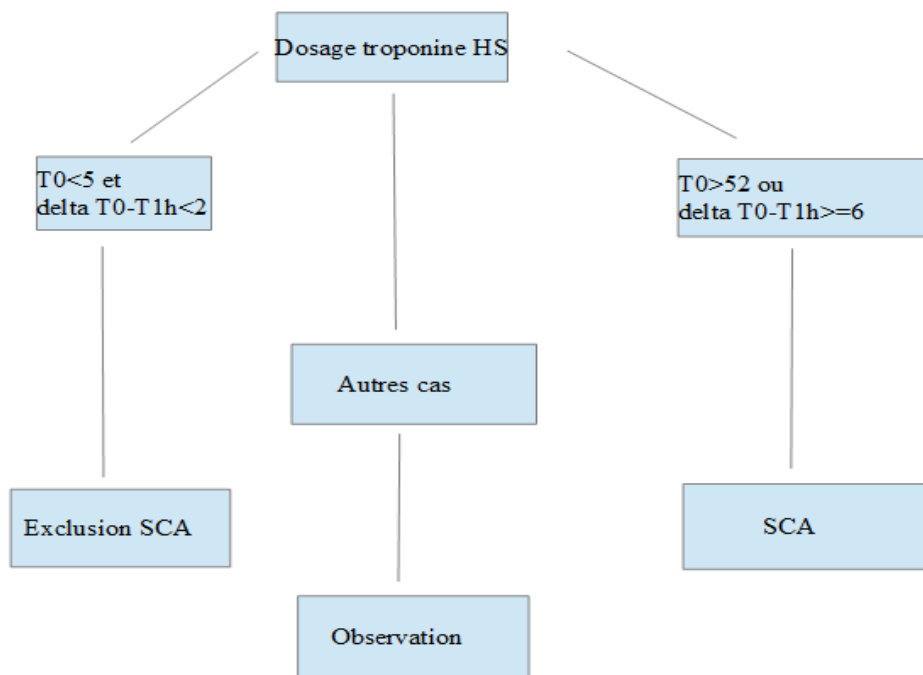 Dosage troponine HS
T0<5 et
delta T0-T1h<2
T0>52 ou
delta T0-T1h>=6
Autres cas
Exclusion SCA
SCA
Observation